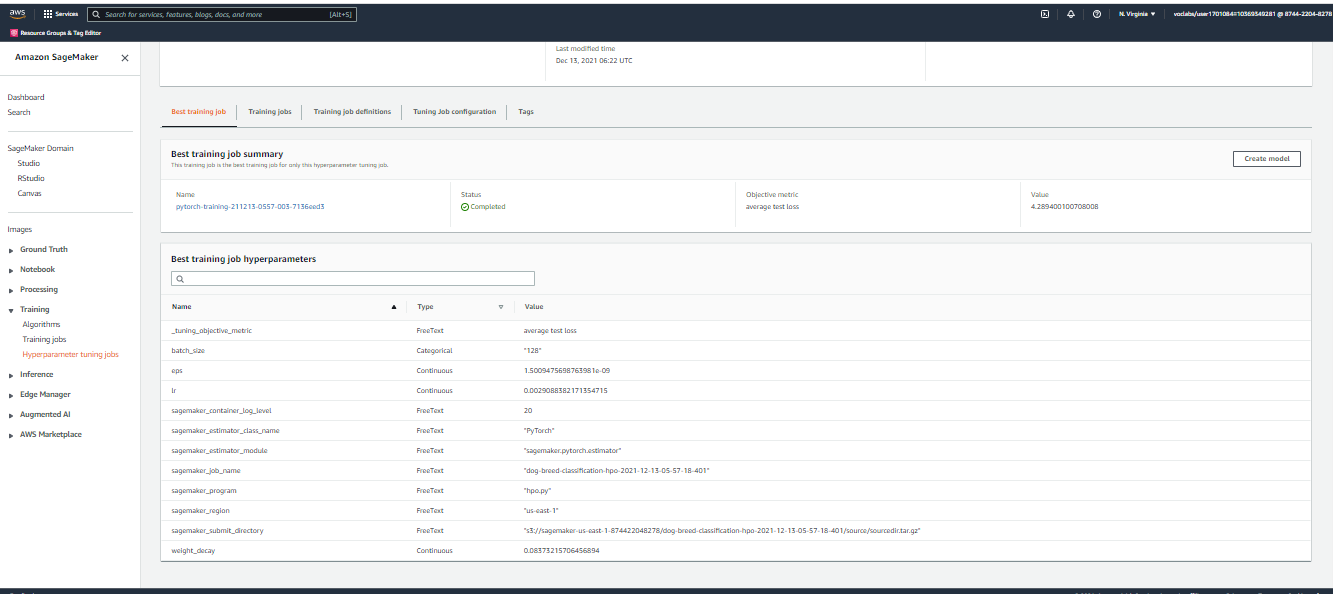 aws Services Search for services, features, blogs, docs, and more [Alt+S] N. Virginia ▼ voclabs/user1701084=10369349281 @ 8744-2204-8278
Resource Groups & Tag Editor
Amazon SageMaker
Dashboard
Search
SageMaker Domain
Studio
RStudio
Canvas
Images
Ground Truth
Notebook
Processing
Training
Algorithms
Training jobs
Hyperparameter tuning jobs
Inference
Edge Manager
Augmented AI
AWS Marketplace
Last modified time
Dec 13, 2021 06:22 UTC
Best training job Training jobs Training job definitions Tuning Job configuration Tags
Best training job summary
This training job is the best training job for only this hyperparameter tuning job.
Create model
Name Status Objective metric Value
pytorch-training-211213-0557-003-7136eed3 Completed average test loss 4.289400100708008
Best training job hyperparameters
Name Type Value
_tuning_objective_metric FreeText average test loss
batch_size Categorical "128"
eps Continuous 1.5009475698763981e-09
lr Continuous 0.0029088382171354715
sagemaker_container_log_level FreeText 20
sagemaker_estimator_class_name FreeText "PyTorch"
sagemaker_estimator_module FreeText "sagemaker.pytorch.estimator"
sagemaker_job_name FreeText "dog-breed-classification-hpo-2021-12-13-05-57-18-401"
sagemaker_program FreeText "hpo.py"
sagemaker_region FreeText "us-east-1"
sagemaker_submit_directory FreeText "s3://sagemaker-us-east-1-874422048278/dog-breed-classification-hpo-2021-12-13-05-57-18-401/source/sourcedir.tar.gz"
weight_decay Continuous 0.08373215706456894